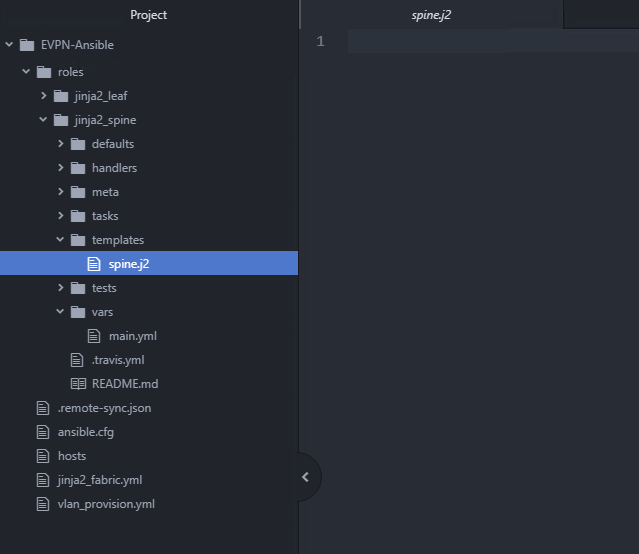 Project
spine.j2
1
EVPN-Ansible
roles
jinja2_leaf
jinja2_spine
defaults
handlers
meta
tasks
templates
spine.j2
tests
vars
main.yml
.travis.yml
README.md
.remote-sync.json
ansible.cfg
hosts
jinja2_fabric.yml
vlan_provision.yml